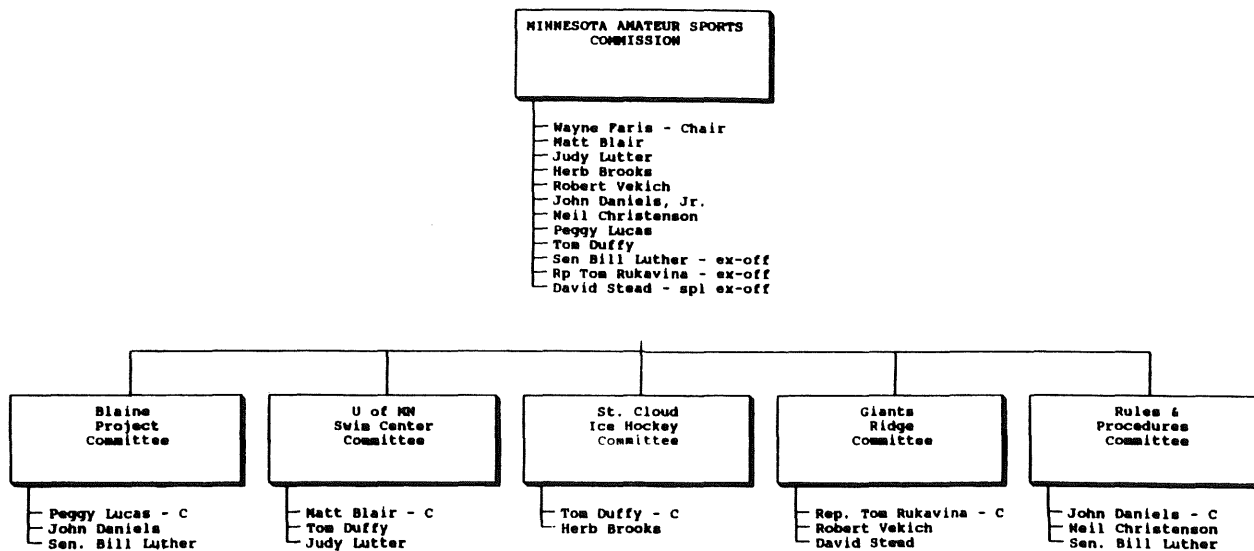 MINNESOTA AMATEUR SPORTS
COMMISSION
Wayne Faris - Chair
Matt Blair
Judy Lutter
Herb Brooks
Robert Vekich
John Daniels, Jr.
Neil Christenson
Peggy Lucas
Tom Duffy
Sen Bill Luther - ex-off
Rp Tom Rukavina - ex-off
David Stead - spl ex-off
Blaine
Project
Committee
Peggy Lucas - C
John Daniels
Sen. Bill Luther
U of MN
Swim Center
Committee
Matt Blair - C
Tom Duffy
Judy Lutter
St. Cloud
Ice Hockey
Committee
Tom Duffy - C
Herb Brooks
Giants
Ridge
Committee
Rep. Tom Rukavina - C
Robert Vekich
David Stead
Rules &
Procedures
Committee
John Daniels - C
Neil Christenson
Sen. Bill Luther